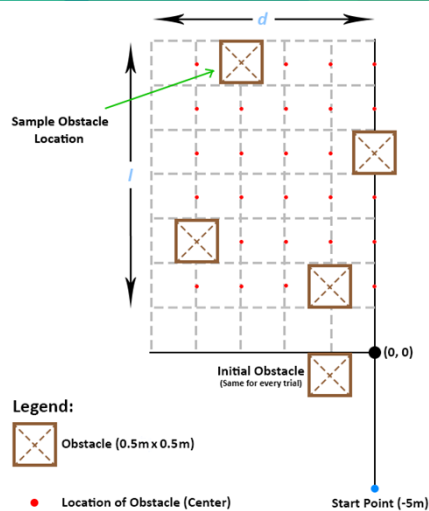 d
Sample Obstacle
Location
l
(0, 0)
Initial Obstacle
(Same for every trial)
Legend:
Obstacle (0.5m x 0.5m)
Location of Obstacle (Center)
Start Point (-5m)